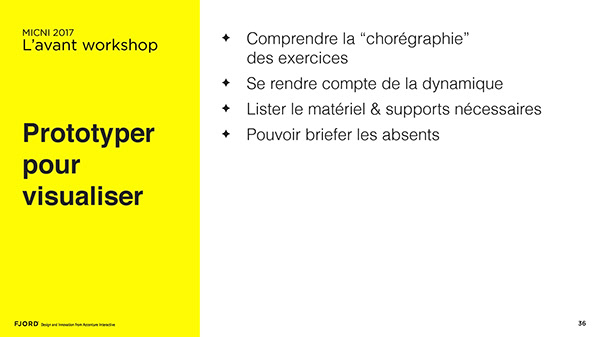 MICNI 2017
L’avant workshop
Prototyper
pour
visualiser
✦ Comprendre la “chorégraphie”
des exercices
✦ Se rendre compte de la dynamique
✦ Lister le matériel & supports nécessaires
✦ Pouvoir briefer les absents
FJORD Design and Innovation from Accenture Interactive
36